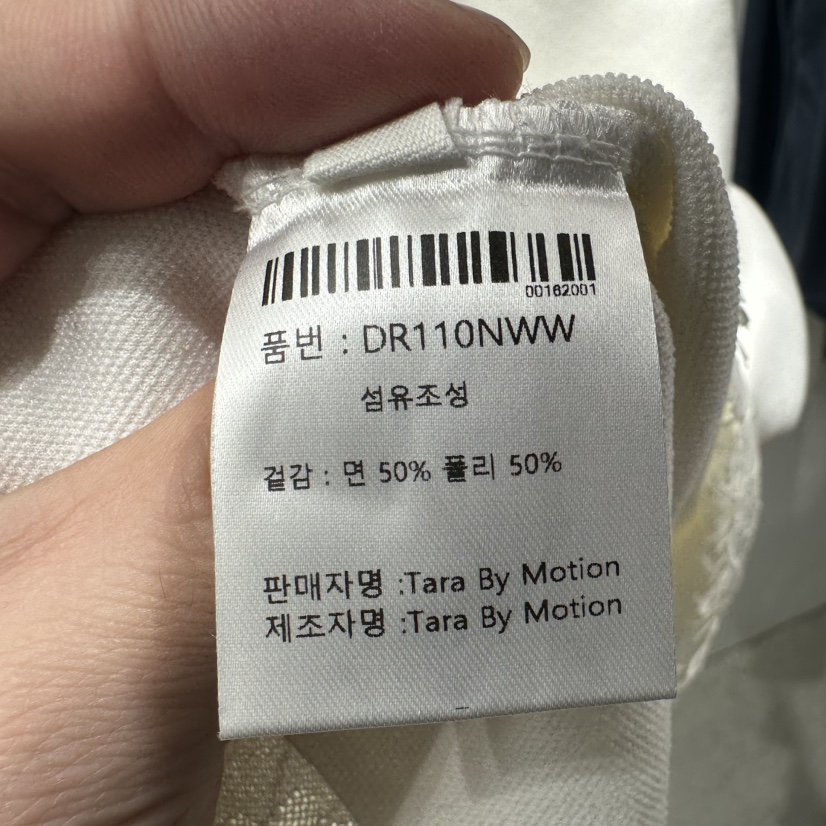 00162001
품번 : DR110NWW
섬유조성
겉감 : 면 50% 폴리 50%
판매자명 :Tara By Motion
제조자명 :Tara By Motion